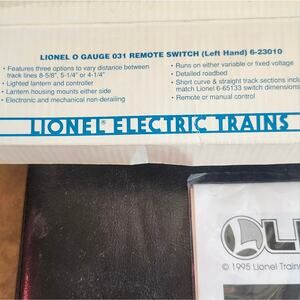 LIONEL O GAUGE 031 REMOTE SWITCH (Left Hand) 6-23010
• Features three options to vary distance between
track lines 8-5/8", 5-1/4" or 4-1/4"
• Lighted lantern and controller
• Lantern housing mounts either side
• Electronic and mechanical non-derailing
• Runs on either variable or fixed voltage
• Detailed roadbed
• Short curve & straight track sections incl
match Lionel 6-65133 switch dimensions
• Remote or manual control
LIONEL® ELECTRIC TRAINS
LI
© 1995 Lionel Trains